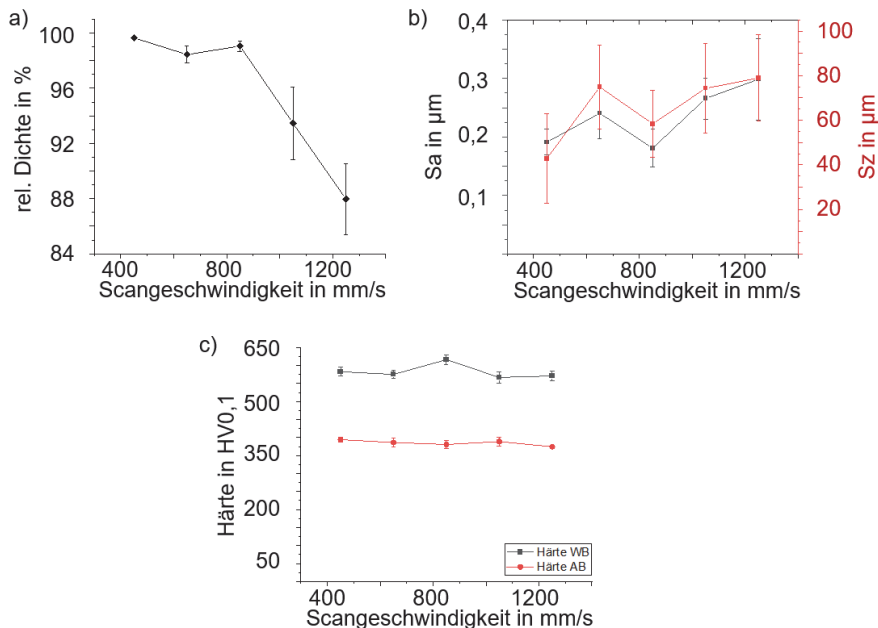 a)
rel. Dichte in %
100
96
92
88
84
400
800
1200
Scangeschwindigkeit in mm/s
b)
Sa in µm
0,4
0,3
0,2
0,1
400
800
1200
Scangeschwindigkeit in mm/s
100
80
60
40
20
Sz in µm
c)
Härte in HV0,1
650
500
350
200
50
Härte WB
Härte AB
400
800
1200
Scangeschwindigkeit in mm/s